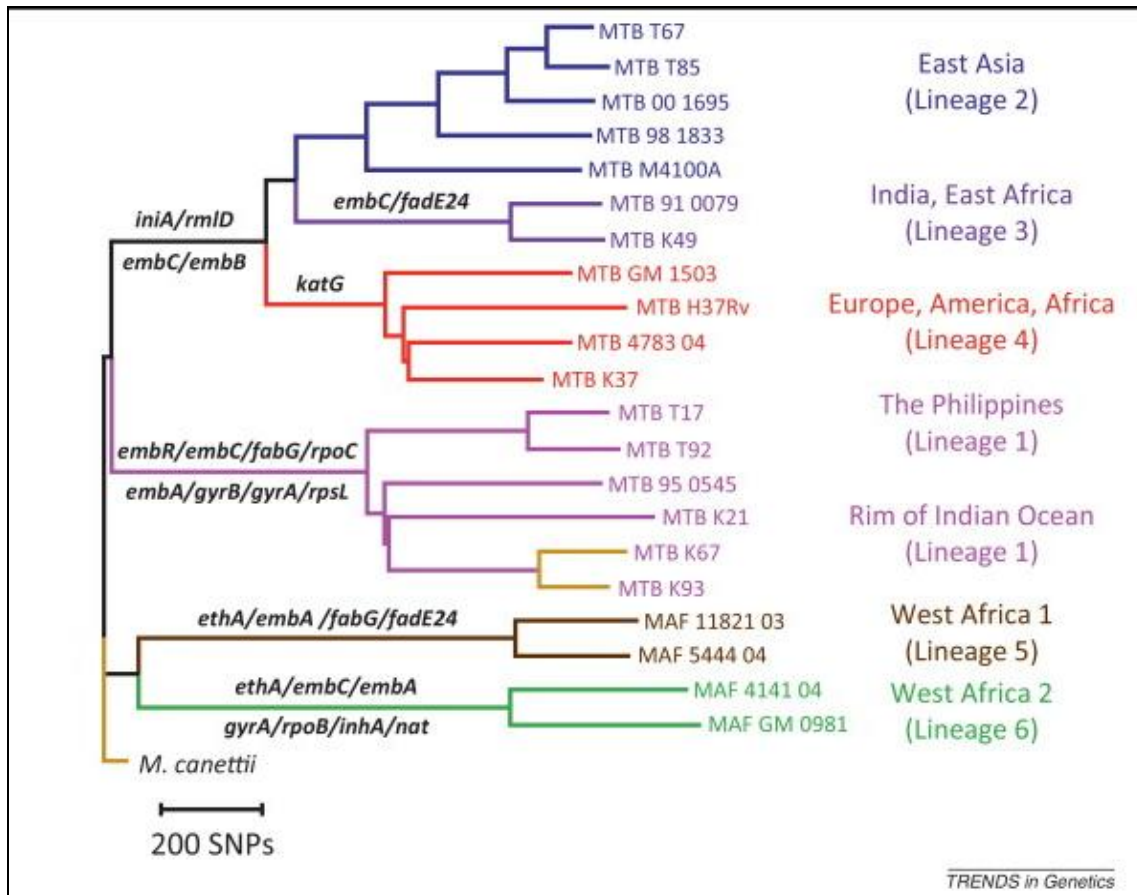 MTB T67
MTB T85
MTB 00 1695
MTB 98 1833
MTB M4100A
East Asia
(Lineage 2)
embC/fadE24
MTB 91 0079
MTB K49
India, East Africa
(Lineage 3)
iniA/rmlD
embC/embB
katG
MTB GM 1503
MTB H37Rv
MTB 4783 04
MTB K37
Europe, America, Africa
(Lineage 4)
MTB T17
MTB T92
The Philippines
(Lineage 1)
embR/embC/fabG/rpoC
embA/gyrB/gyrA/rpsL
MTB 95 0545
MTB K21
MTB K67
MTB K93
Rim of Indian Ocean
(Lineage 1)
ethA/embA /fabG/fadE24
MAF 11821 03
MAF 5444 04
West Africa 1
(Lineage 5)
ethA/embC/embA
gyrA/rpoB/inhA/nat
MAF 4141 04
MAF GM 0981
West Africa 2
(Lineage 6)
M. canettii
200 SNPs
TRENDS in Genetics